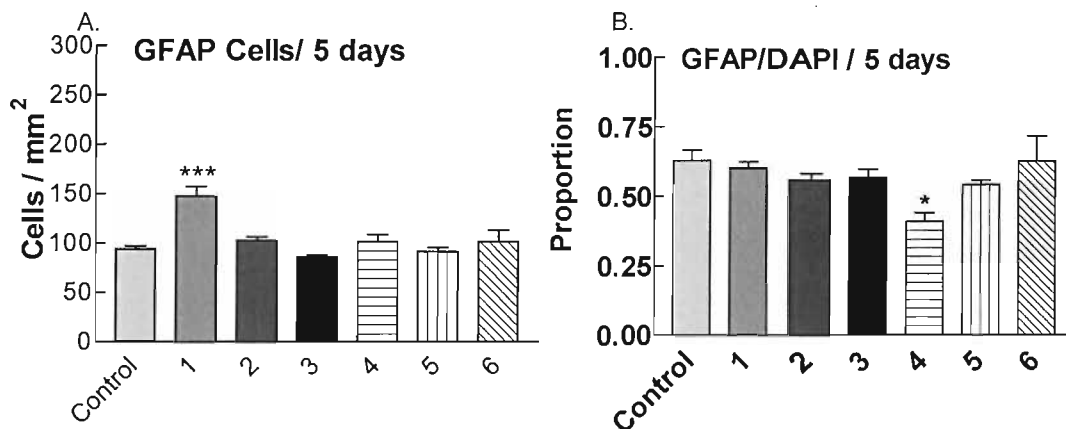 A.
GFAP Cells/ 5 days
Cells / mm²
300
250
200
150
100
50
0
***
Control 1 2 3 4 5 6
B.
GFAP/DAPI / 5 days
Proportion
1.00
0.75
0.50
0.25
0.00
*
Control 1 2 3 4 5 6